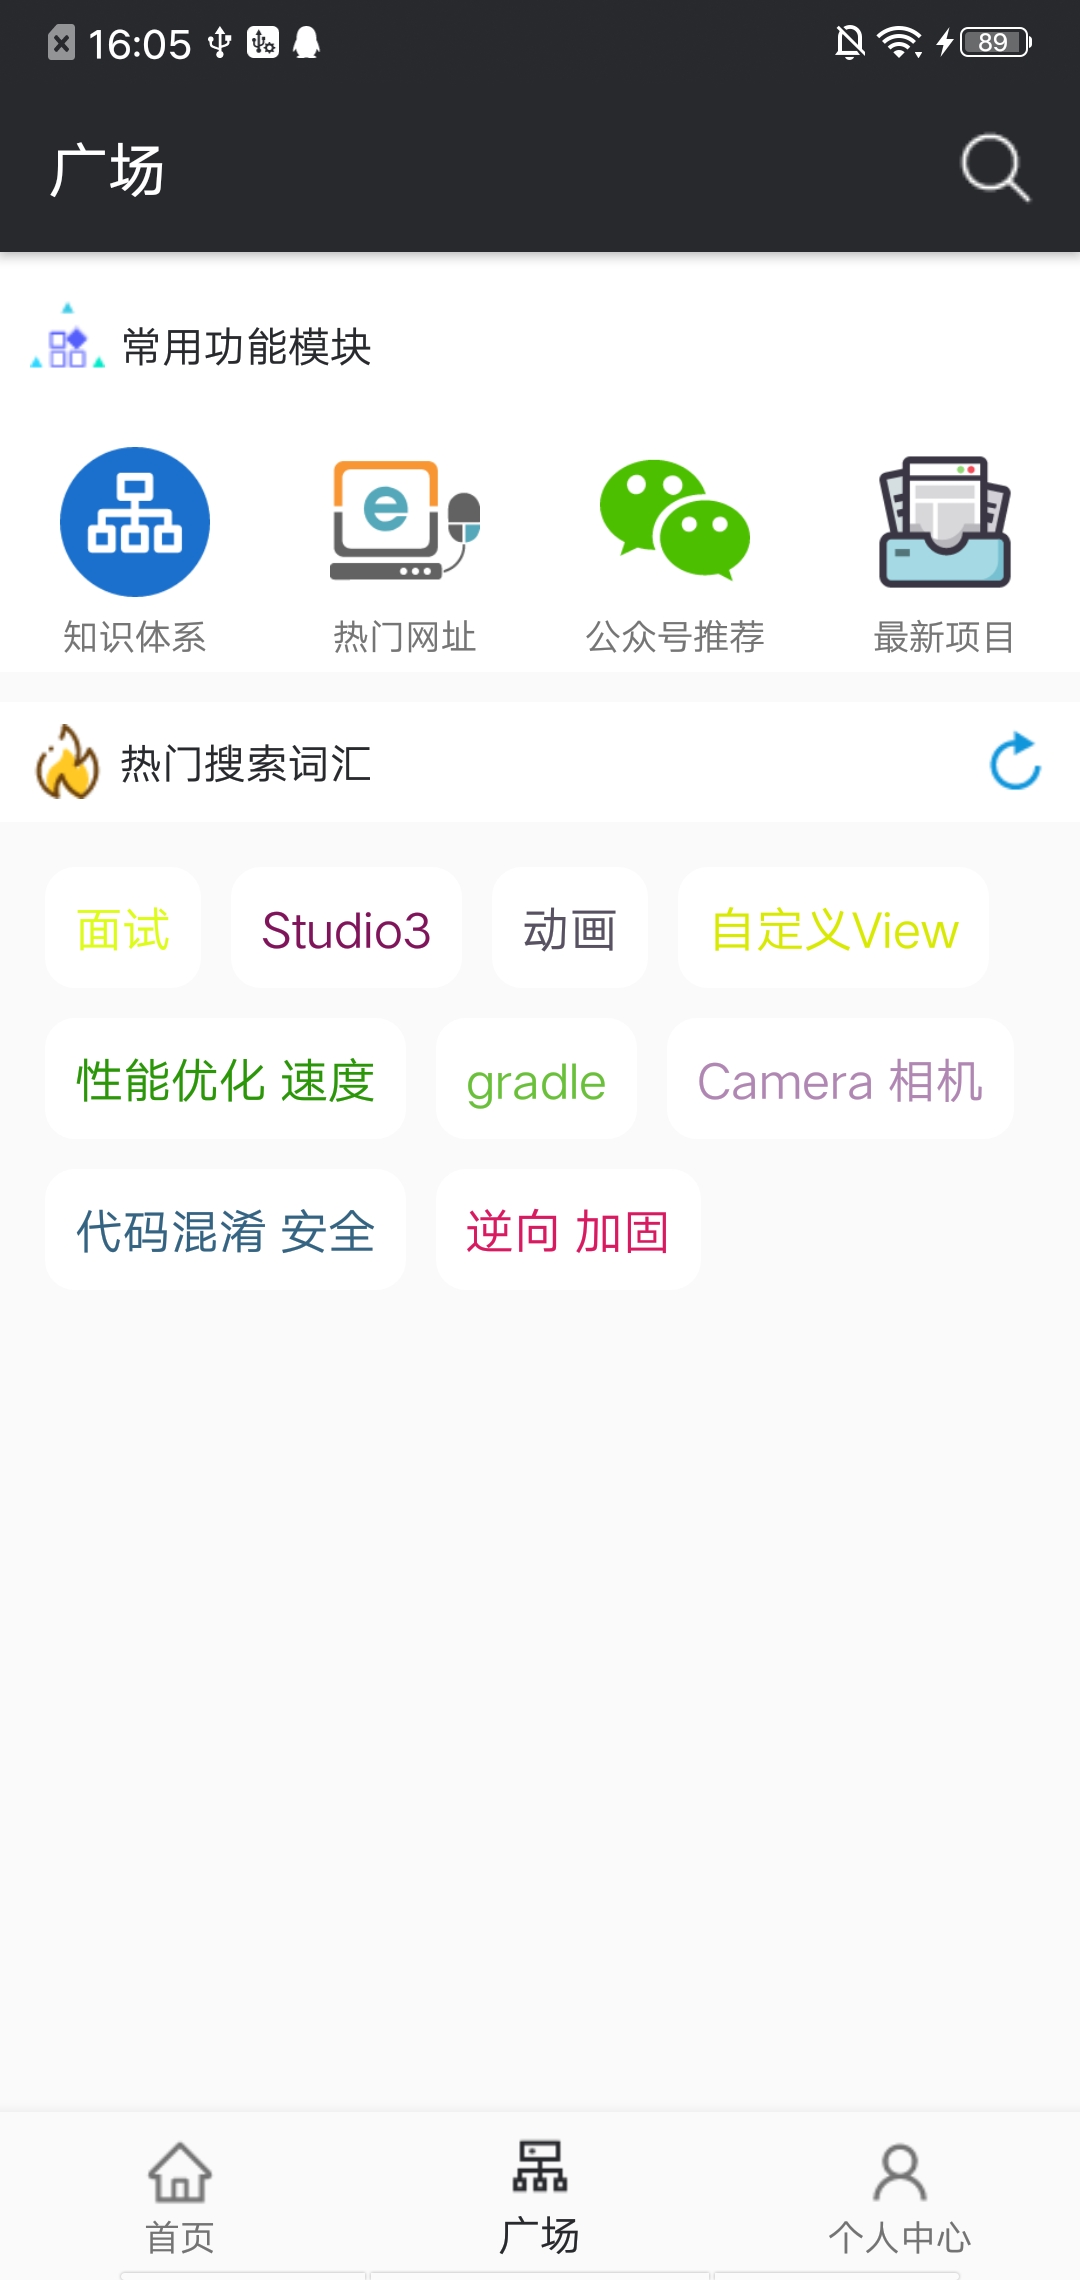 16:05 89
广场
常用功能模块
知识体系 热门网址 公众号推荐 最新项目
热门搜索词汇
面试 Studio3 动画 自定义View
性能优化 速度 gradle Camera 相机
代码混淆 安全 逆向 加固
首页 广场 个人中心